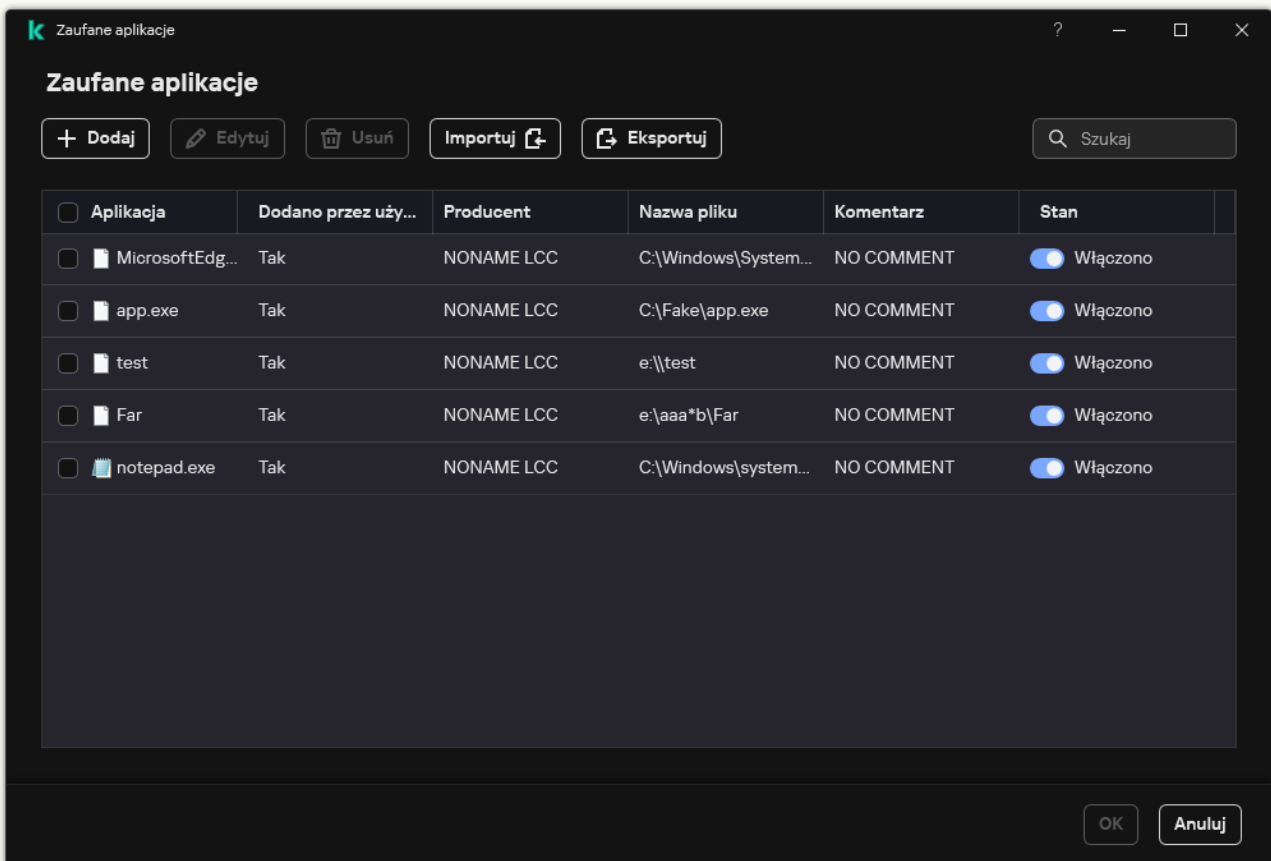 Zaufane aplikacje
?
Zaufane aplikacje
Dodaj Edytuj Usuń Importuj Eksportuj Szukaj
Aplikacja Dodano przez uży... Producent Nazwa pliku Komentarz Stan
MicrosoftEdg... Tak NONAME LCC C:\Windows\System... NO COMMENT Włączono
app.exe Tak NONAME LCC C:\Fake\app.exe NO COMMENT Włączono
test Tak NONAME LCC e:\\test NO COMMENT Włączono
Far Tak NONAME LCC e:\aaa*b\Far NO COMMENT Włączono
notepad.exe Tak NONAME LCC C:\Windows\system... NO COMMENT Włączono
OK Anuluj